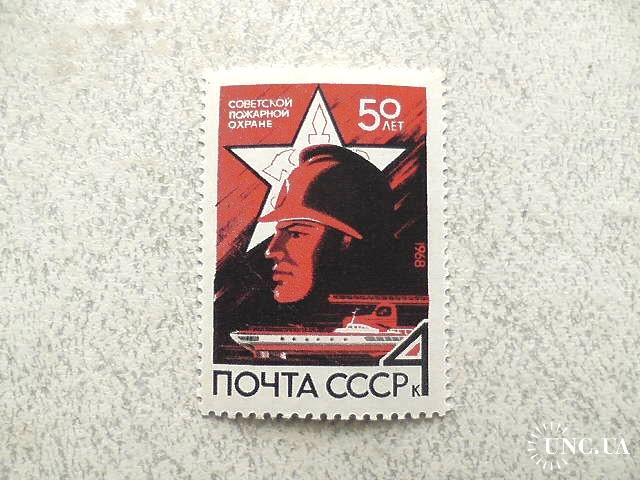 СОВЕТСКОЙ
ПОЖАРНОЙ
ОХРАНЕ
50
ЛЕТ
1968
4
ПОЧТА СССР к
UNC.UA